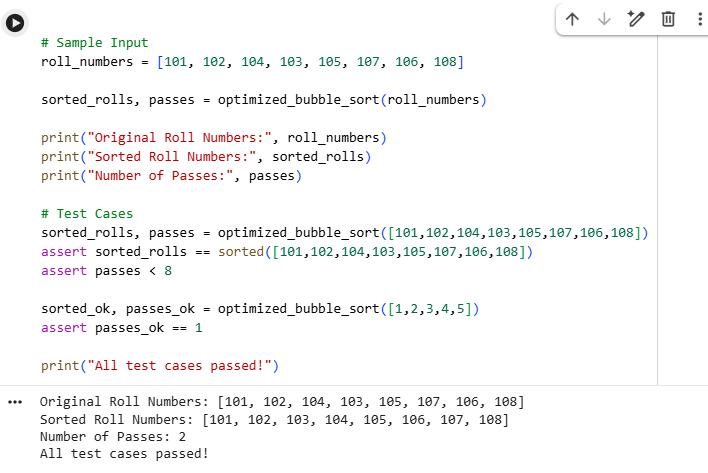 # Sample Input
roll_numbers = [101, 102, 104, 103, 105, 107, 106, 108]
sorted_rolls, passes = optimized_bubble_sort(roll_numbers)
print("Original Roll Numbers:", roll_numbers)
print("Sorted Roll Numbers:", sorted_rolls)
print("Number of Passes:", passes)
# Test Cases
sorted_rolls, passes = optimized_bubble_sort([101,102,104,103,105,107,106,108])
assert sorted_rolls == sorted([101,102,104,103,105,107,106,108])
assert passes < 8
sorted_ok, passes_ok = optimized_bubble_sort([1,2,3,4,5])
assert passes_ok == 1
print("All test cases passed!")
Original Roll Numbers: [101, 102, 104, 103, 105, 107, 106, 108]
Sorted Roll Numbers: [101, 102, 103, 104, 105, 106, 107, 108]
Number of Passes: 2
All test cases passed!